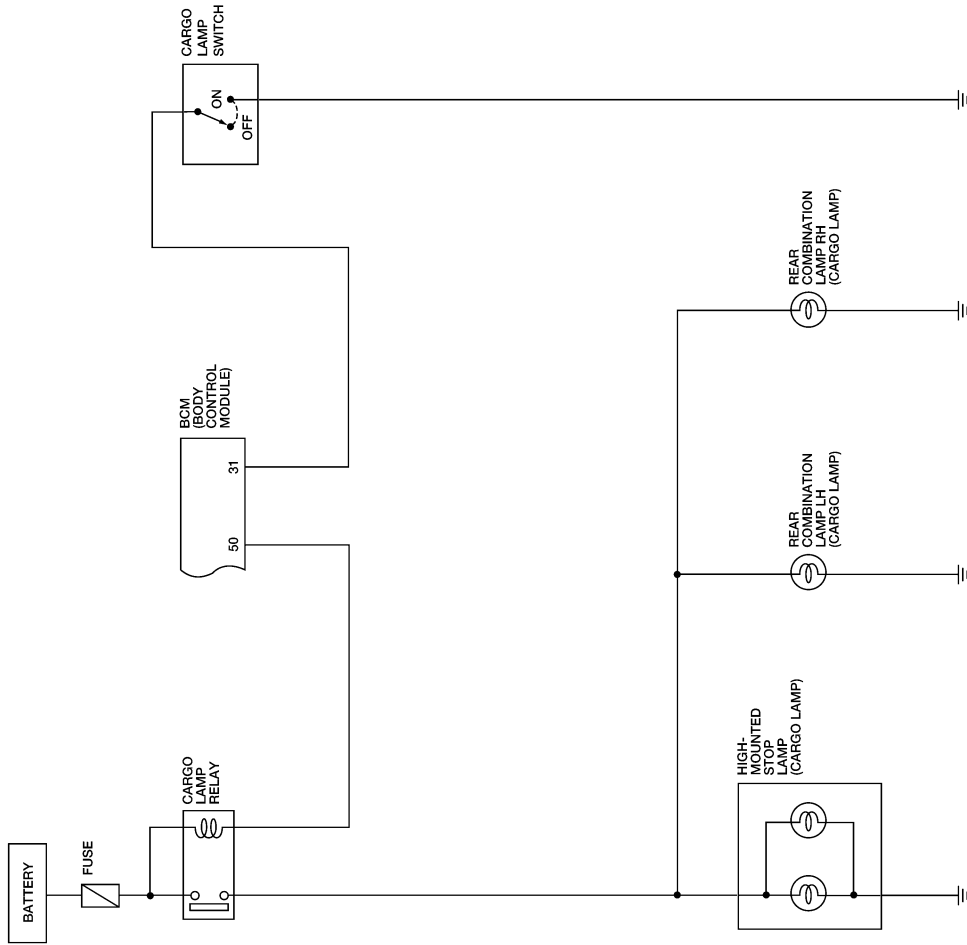 BATTERY
FUSE
CARGO
LAMP
RELAY
BCM
(BODY
CONTROL
MODULE)
50
31
CARGO
LAMP
SWITCH
OFF
ON
HIGH-
MOUNTED
STOP
LAMP
(CARGO LAMP)
REAR
COMBINATION
LAMP LH
(CARGO LAMP)
REAR
COMBINATION
LAMP RH
(CARGO LAMP)